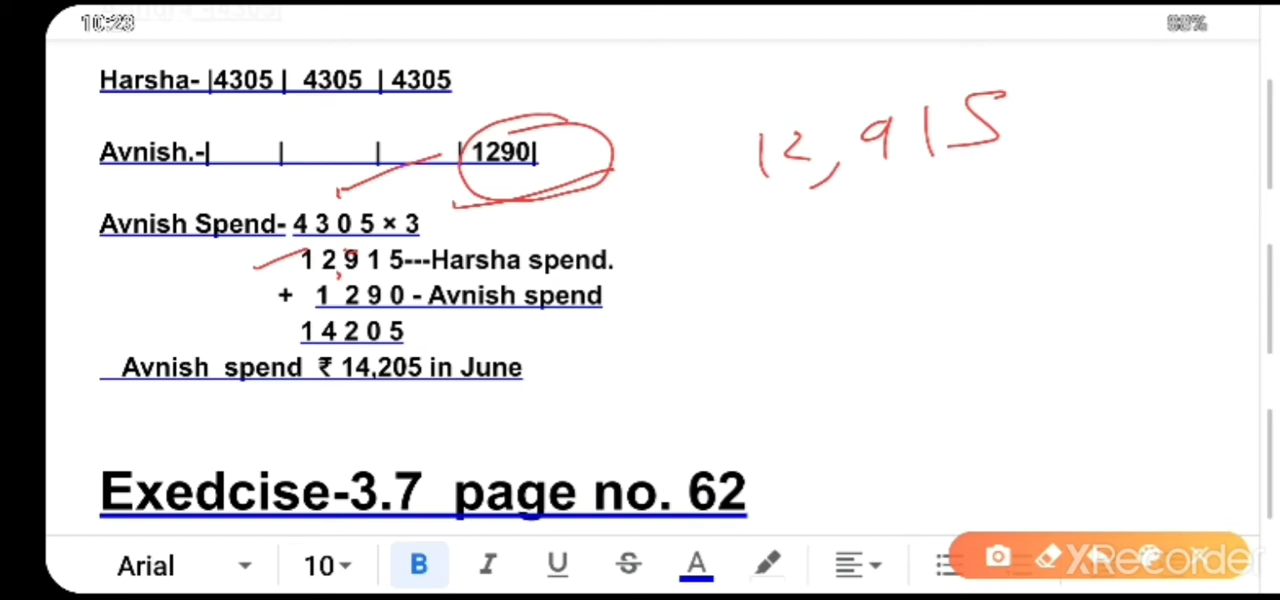 10:23 88%
Harsha- |4305 | 4305 | 4305
12,915
Avnish.-| | | | 1290|
Avnish Spend- 4 3 0 5 × 3
1 2 9 1 5---Harsha spend.
+ 1 2 9 0 - Avnish spend
1 4 2 0 5
Avnish spend ₹ 14,205 in June
Exedcise-3.7 page no. 62
Arial 10 B I U S A
XRecorder